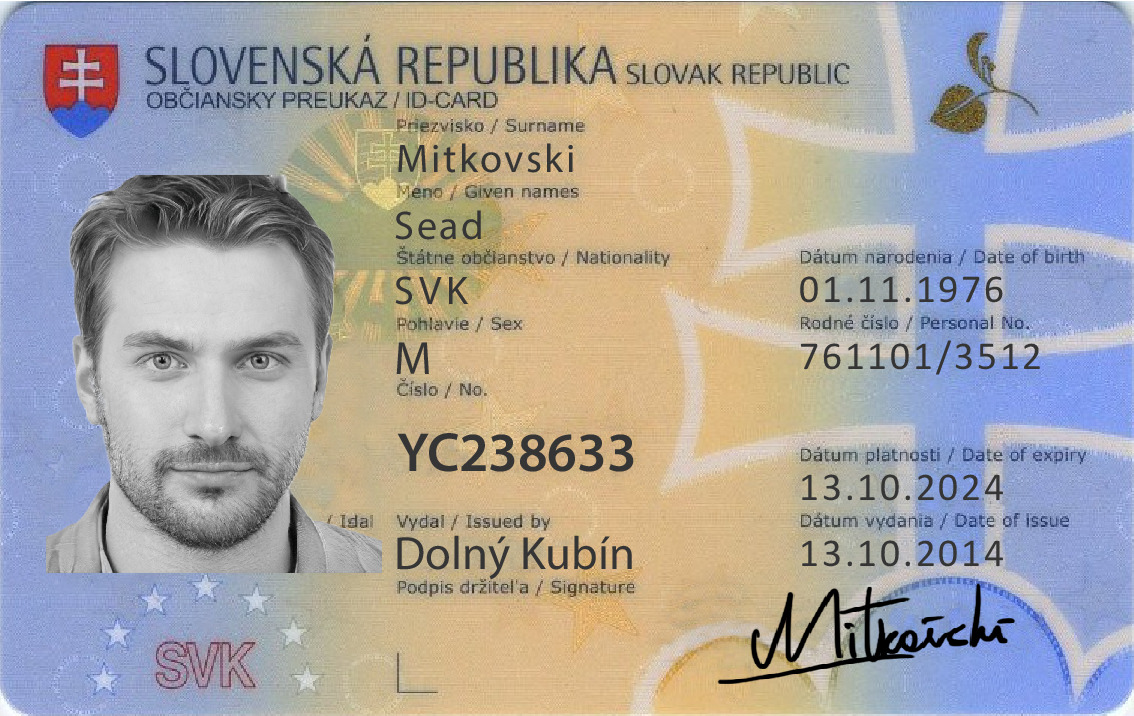 SLOVENSKÁ REPUBLIKA SLOVAK REPUBLIC
OBČIANSKY PREUKAZ / ID-CARD
Priezvisko / Surname
Mitkovski
Meno / Given names
Sead
Štátne občianstvo / Nationality
SVK
Dátum narodenia / Date of birth
01.11.1976
Pohlavie / Sex
M
Rodné číslo / Personal No.
761101/3512
Číslo / No.
YC238633
Dátum platnosti / Date of expiry
13.10.2024
Vydal / Issued by
Dolný Kubín
Dátum vydania / Date of issue
13.10.2014
Podpis držiteľa / Signature
SVK